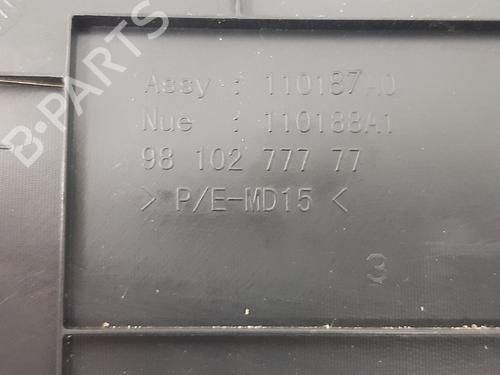 B-PARTS
Assy : 110187A0
Nue : 110188A1
98 102 777 77
> P/E-MD15 <
3